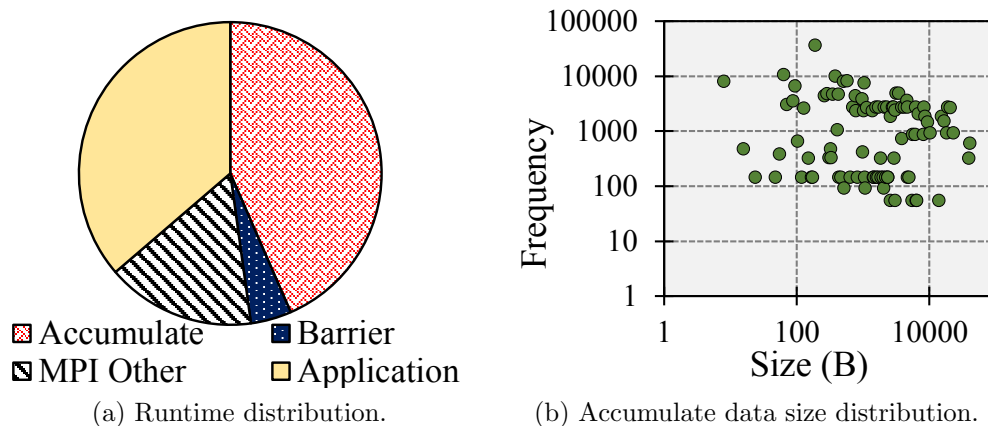 Accumulate
Barrier
MPI Other
Application
(a) Runtime distribution.
100000
10000
1000
100
10
1
Frequency
1
100
10000
Size (B)
(b) Accumulate data size distribution.